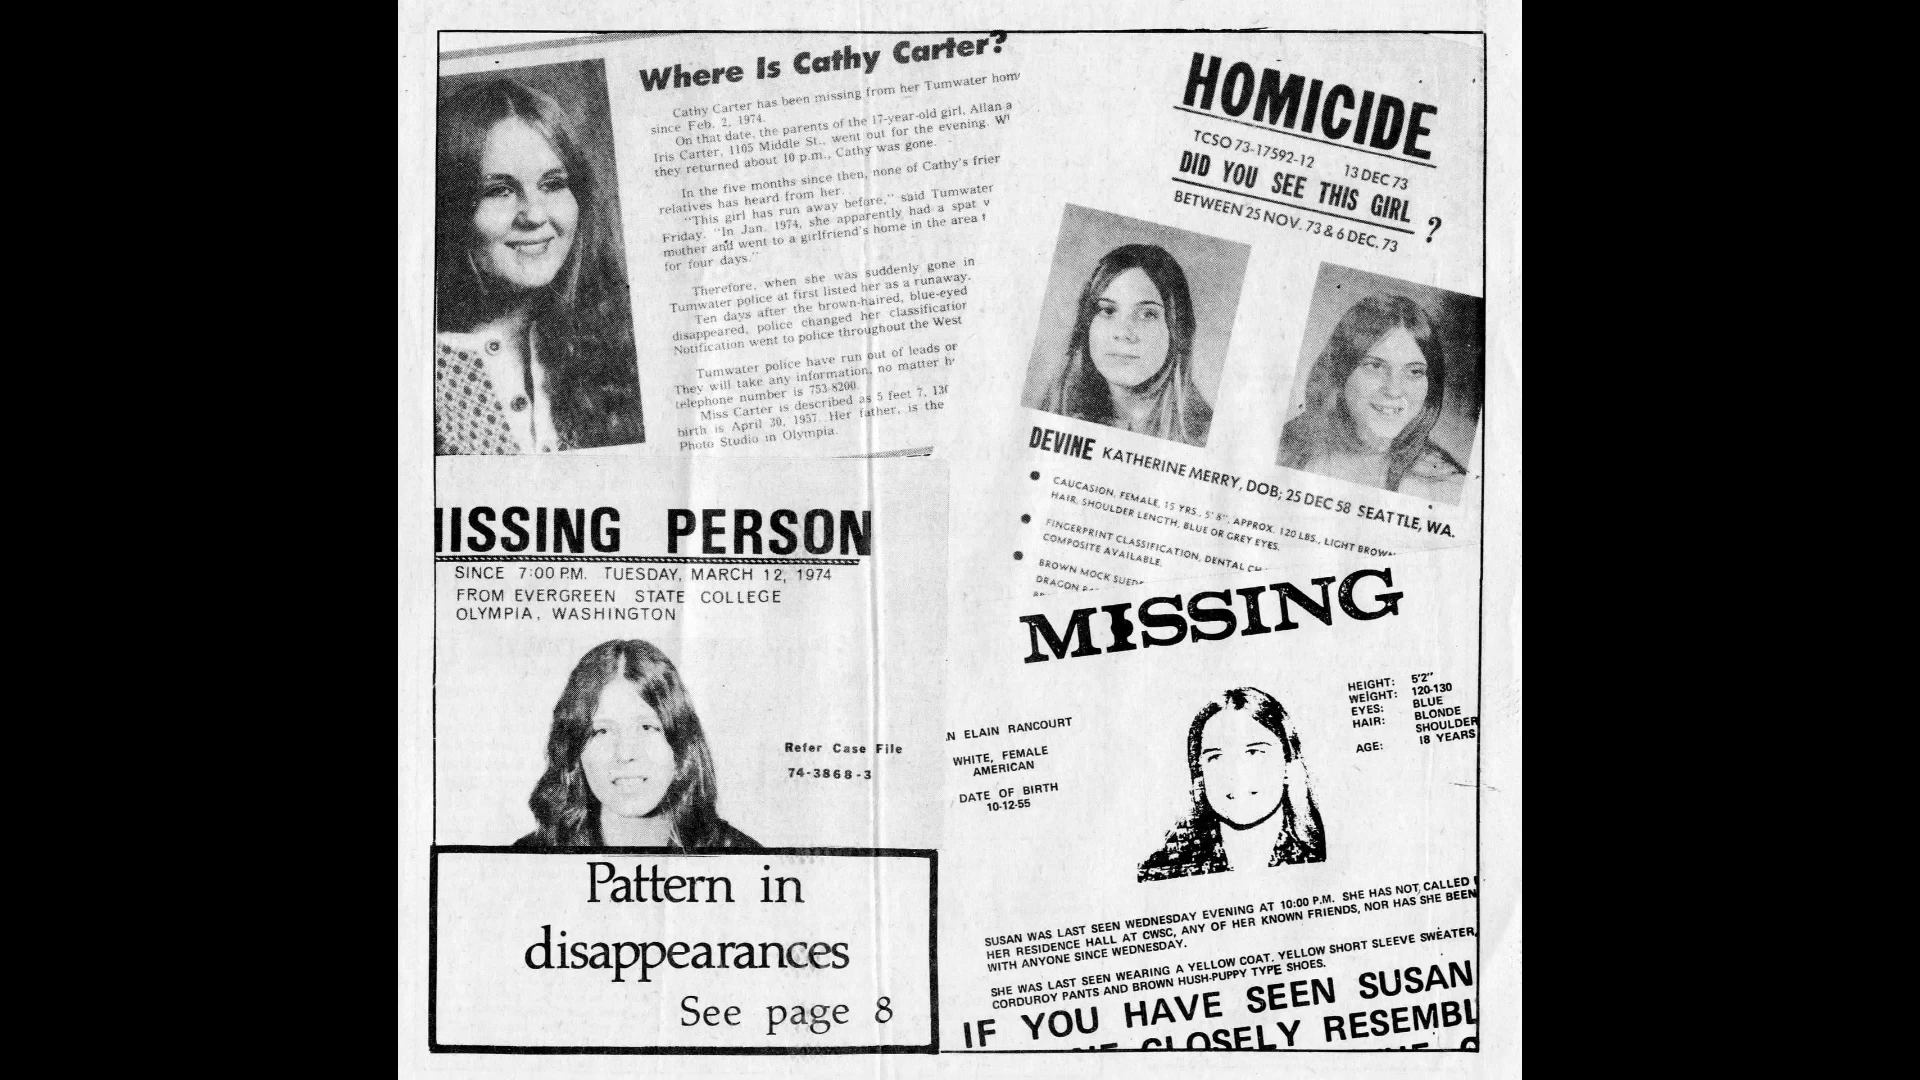 Where Is Cathy Carter?
Cathy Carter has been missing from her Tumwater hom
since Feb. 2, 1974.
On that date, the parents of the 17-year-old girl, Allan a
Iris Carter, 1105 Middle St., went out for the evening. W
they returned about 10 p.m., Cathy was gone.
In the five months since then, none of Cathy's frier
relatives has heard from her.
"This girl has run away before," said Tumwater
Friday. "In Jan. 1974, she apparently had a spat v
mother and went to a girlfriend's home in the area
for four days."
Therefore, when she was suddenly gone in
Tumwater police at first listed her as a runaway.
Ten days after the brown-haired, blue-eyed
disappeared, police changed her classification
Notification went to police throughout the West
Tumwater police have run out of leads or
They will take any information, no matter h
telephone number is 753-8200.
Miss Carter is described as 5 feet 7, 130
birth is April 30, 1957. Her father, is the
Photo Studio in Olympia.
HOMICIDE
TCSO 73-17592-12 13 DEC 73
DID YOU SEE THIS GIRL ?
BETWEEN 25 NOV. 73 & 6 DEC. 73
DEVINE KATHERINE MERRY, DOB; 25 DEC 58 SEATTLE, WA.
CAUCASION, FEMALE, 15 YRS., 5'8", APPROX. 120 LBS., LIGHT BROWN
HAIR, SHOULDER LENGTH, BLUE OR GREY EYES.
FINGERPRINT CLASSIFICATION, DENTAL CH
COMPOSITE AVAILABLE.
BROWN MOCK SUEDE
DRAGON
ISSING PERSON
SINCE 7:00 P.M. TUESDAY, MARCH 12, 1974
FROM EVERGREEN STATE COLLEGE
OLYMPIA, WASHINGTON
Refer Case File
74-3868-3
Pattern in
disappearances
See page 8
MISSING
N ELAIN RANCOURT
WHITE, FEMALE
AMERICAN
DATE OF BIRTH
10-12-55
HEIGHT: 5'2"
WEIGHT: 120-130
EYES: BLUE
HAIR: BLONDE
SHOULDER
AGE: 18 YEARS
SUSAN WAS LAST SEEN WEDNESDAY EVENING AT 10:00 P.M. SHE HAS NOT CALLED
HER RESIDENCE HALL AT CWSC, ANY OF HER KNOWN FRIENDS, NOR HAS SHE BEEN
WITH ANYONE SINCE WEDNESDAY.
SHE WAS LAST SEEN WEARING A YELLOW COAT, YELLOW SHORT SLEEVE SWEATER,
CORDUROY PANTS AND BROWN HUSH-PUPPY TYPE SHOES.
IF YOU HAVE SEEN SUSAN
CLOSELY RESEMBL